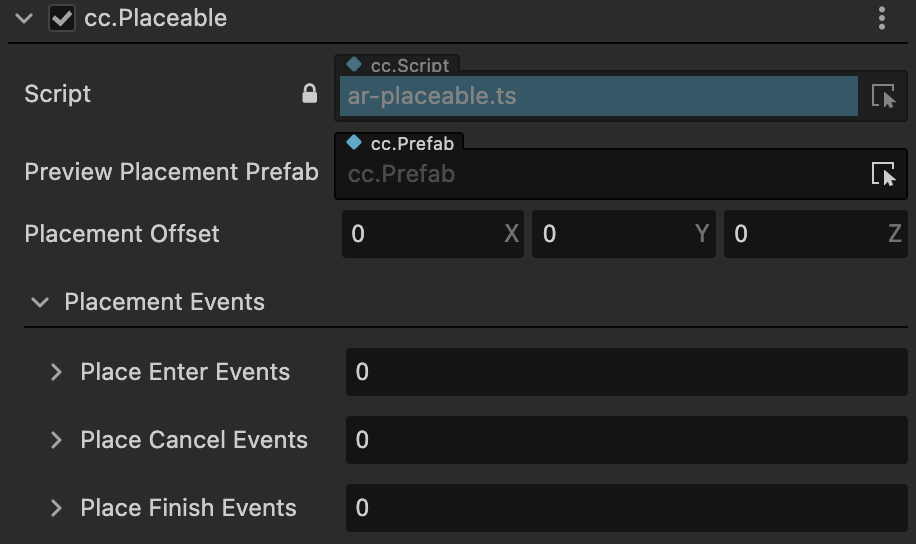 cc.Placeable
cc.Script
Script ar-placeable.ts
cc.Prefab
Preview Placement Prefab cc.Prefab
Placement Offset 0 X 0 Y 0 Z
Placement Events
Place Enter Events 0
Place Cancel Events 0
Place Finish Events 0